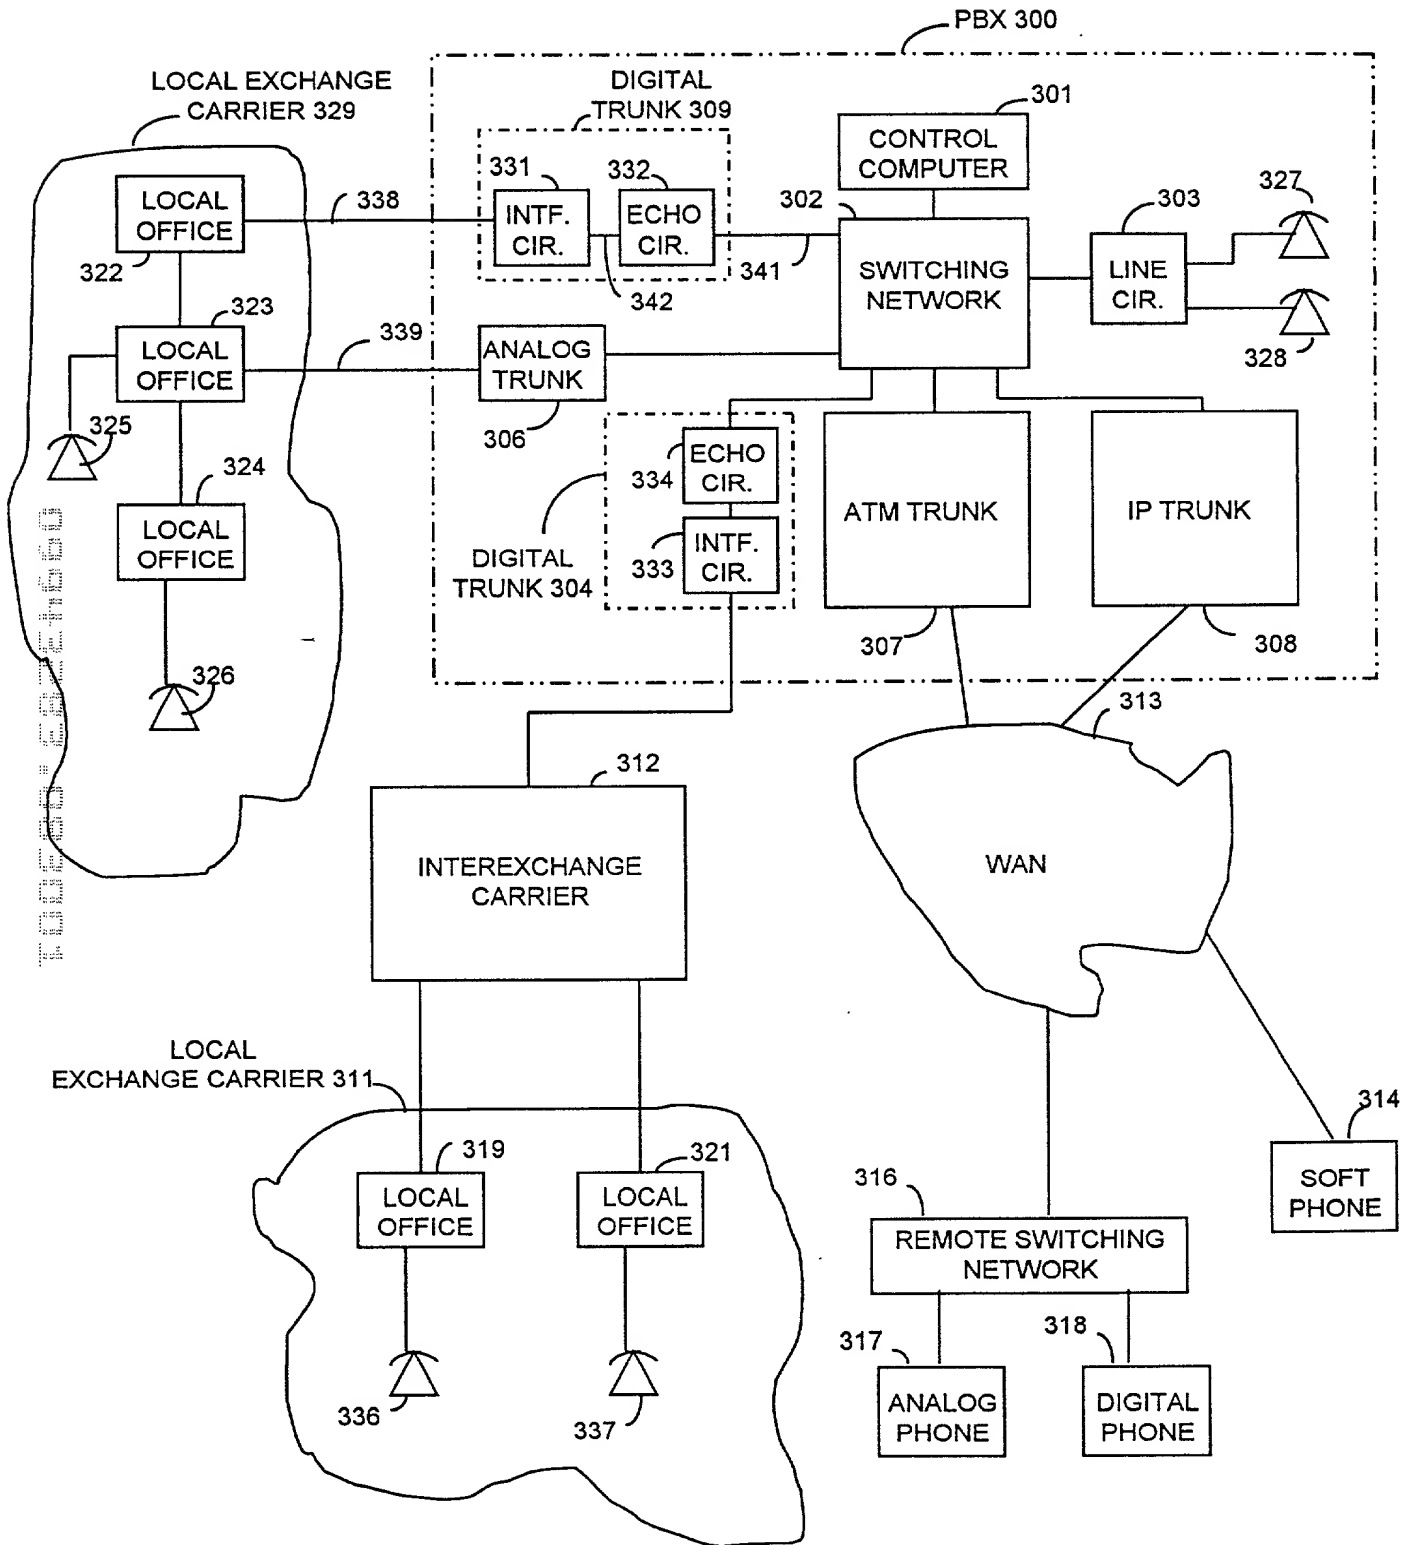 PBX 300
LOCAL EXCHANGE
CARRIER 329
DIGITAL
TRUNK 309
301
CONTROL
COMPUTER
331
332
302
303
327
LOCAL
OFFICE
338
INTF.
CIR.
ECHO
CIR.
SWITCHING
NETWORK
LINE
CIR.
322
342
341
323
339
328
LOCAL
OFFICE
ANALOG
TRUNK
325
306
324
334
ECHO
CIR.
ATM TRUNK
IP TRUNK
LOCAL
OFFICE
DIGITAL
TRUNK 304
333
INTF.
CIR.
307
308
326
313
312
INTEREXCHANGE
CARRIER
WAN
LOCAL
EXCHANGE CARRIER 311
314
319
321
SOFT
PHONE
316
LOCAL
OFFICE
LOCAL
OFFICE
REMOTE SWITCHING
NETWORK
317
318
336
337
ANALOG
PHONE
DIGITAL
PHONE